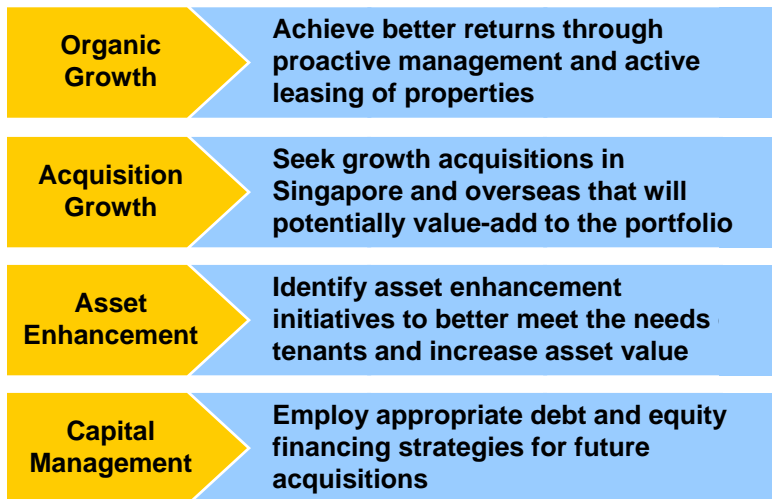 Organic
Growth
Achieve better returns through
proactive management and active
leasing of properties
Acquisition
Growth
Seek growth acquisitions in
Singapore and overseas that will
potentially value-add to the portfolio
Asset
Enhancement
Identify asset enhancement
initiatives to better meet the needs
tenants and increase asset value
Capital
Management
Employ appropriate debt and equity
financing strategies for future
acquisitions